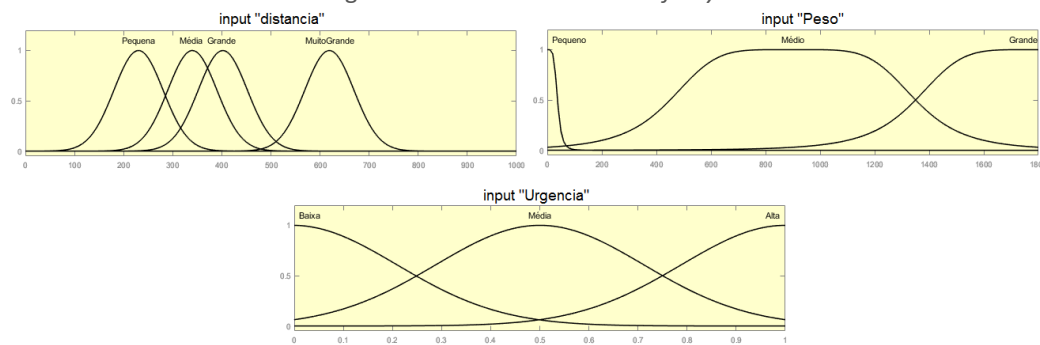 input "distancia"
Pequena Média Grande MuitoGrande
1
0.5
0
0 100 200 300 400 500 600 700 800 900 1000
input "Peso"
Pequeno Médio Grande
1
0.5
0
0 200 400 600 800 1000 1200 1400 1600 1800
input "Urgencia"
Baixa Média Alta
1
0.5
0
0 0.1 0.2 0.3 0.4 0.5 0.6 0.7 0.8 0.9 1